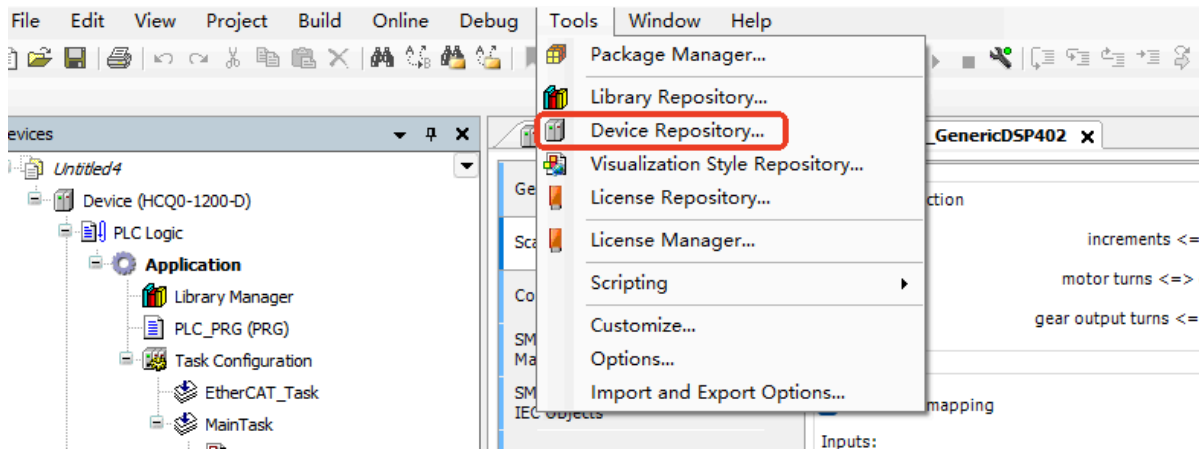 File Edit View Project Build Online Debug Tools Window Help
Package Manager...
Library Repository...
Device Repository...
Visualization Style Repository...
License Repository...
License Manager...
Scripting
Customize...
Options...
Import and Export Options...
evices
Untitled4
Device (HCQ0-1200-D)
PLC Logic
Application
Library Manager
PLC_PRG (PRG)
Task Configuration
EtherCAT_Task
MainTask
Ge
Sca
Co
SM
Ma
SM
IEC Objects
_GenericDSP402
ction
increments <=
motor turns <=>
gear output turns <=
mapping
Inputs: